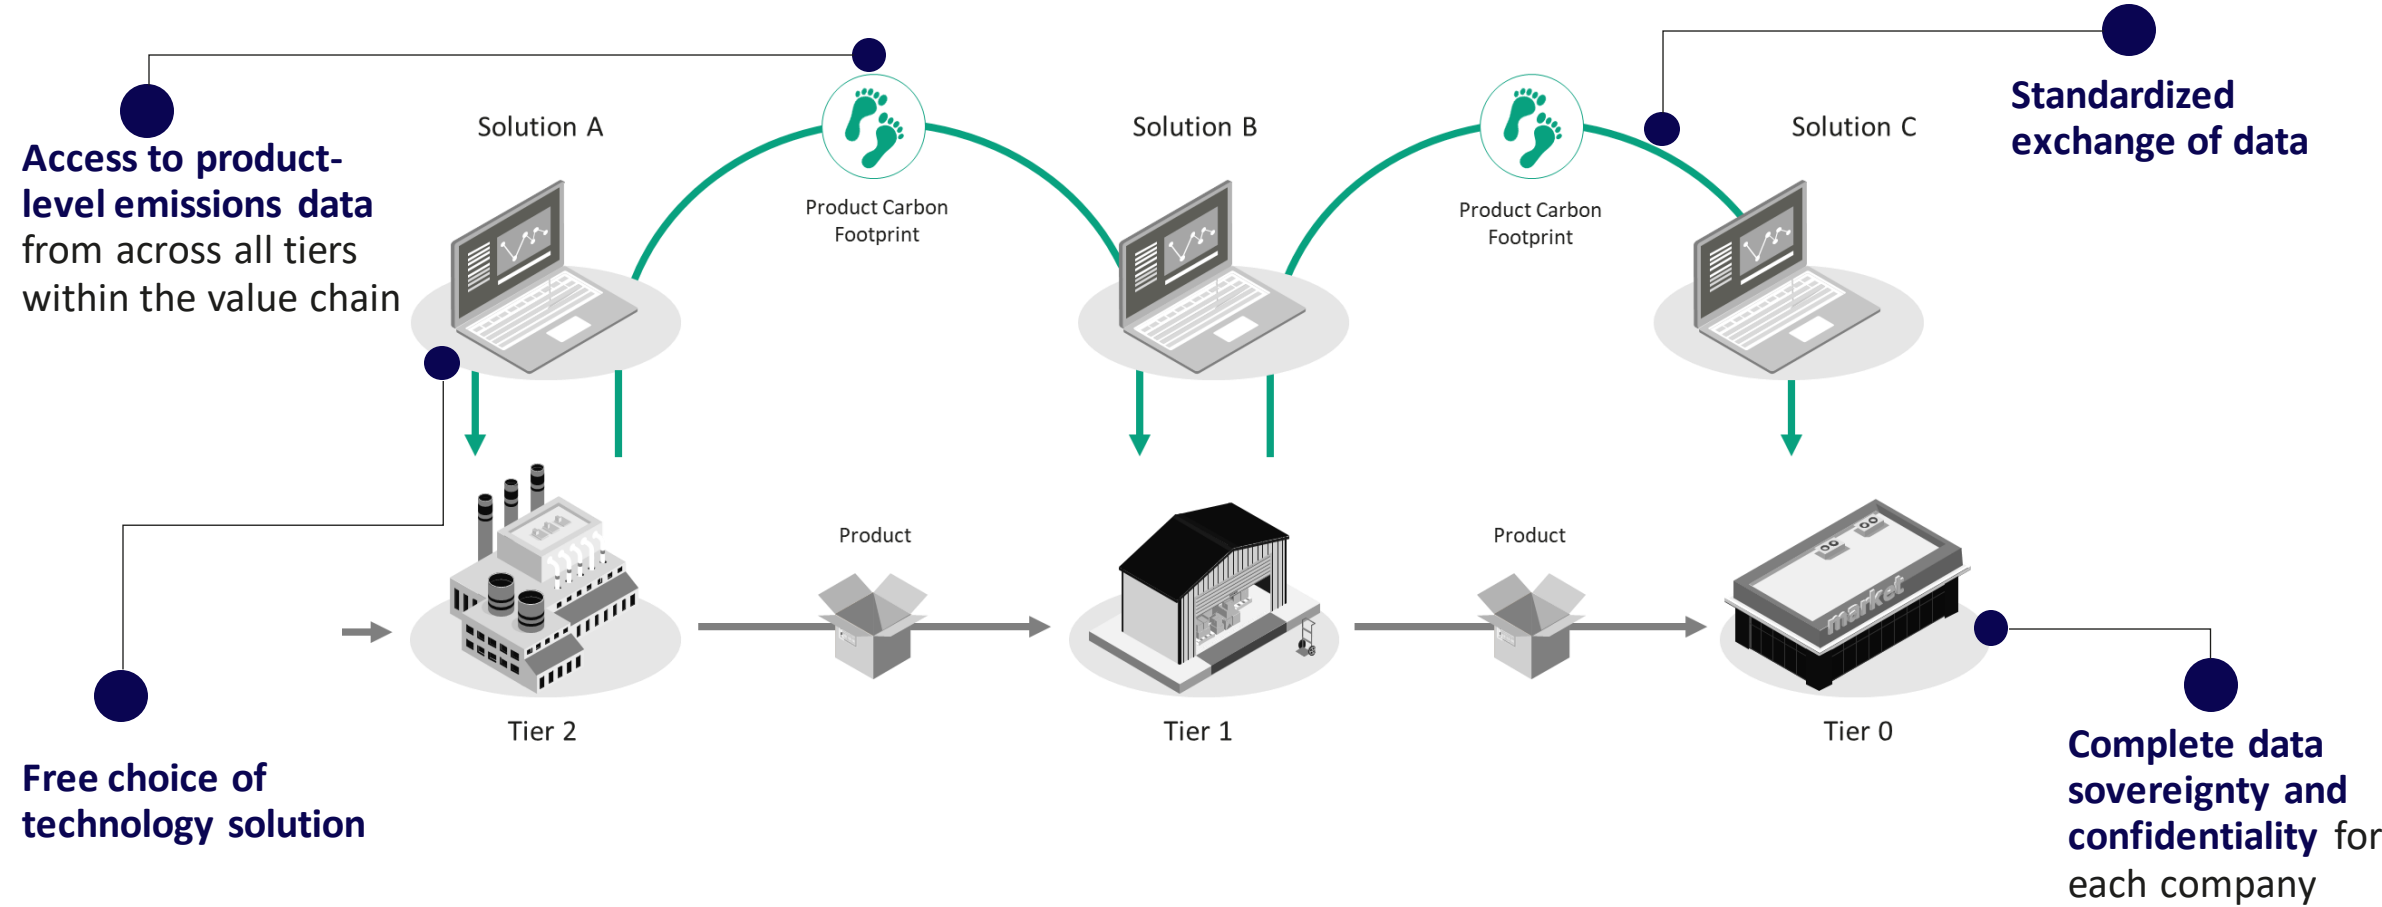 Access to product-
level emissions data
from across all tiers
within the value chain
Solution A
Product Carbon
Footprint
Solution B
Product Carbon
Footprint
Solution C
Standardized
exchange of data
Free choice of
technology solution
Tier 2
Product
Tier 1
Product
market
Tier 0
Complete data
sovereignty and
confidentiality for
each company